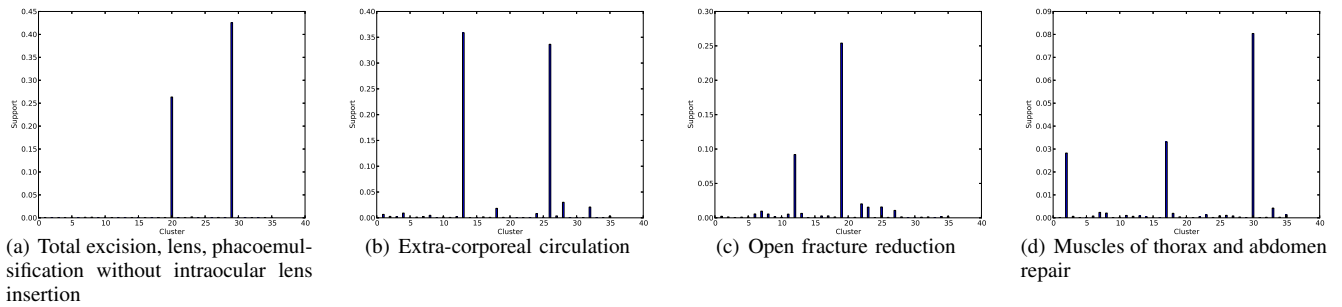 0.45
0.40
0.35
0.30
0.25
0.20
0.15
0.10
0.05
0.00
Support
0 5 10 15 20 25 30 35 40
Cluster
(a) Total excision, lens, phacoemul-
sification without intraocular lens
insertion
0.40
0.35
0.30
0.25
0.20
0.15
0.10
0.05
0.00
Support
0 5 10 15 20 25 30 35 40
Cluster
(b) Extra-corporeal circulation
0.30
0.25
0.20
0.15
0.10
0.05
0.00
Support
0 5 10 15 20 25 30 35 40
Cluster
(c) Open fracture reduction
0.09
0.08
0.07
0.06
0.05
0.04
0.03
0.02
0.01
0.00
Support
0 5 10 15 20 25 30 35 40
Cluster
(d) Muscles of thorax and abdomen
repair